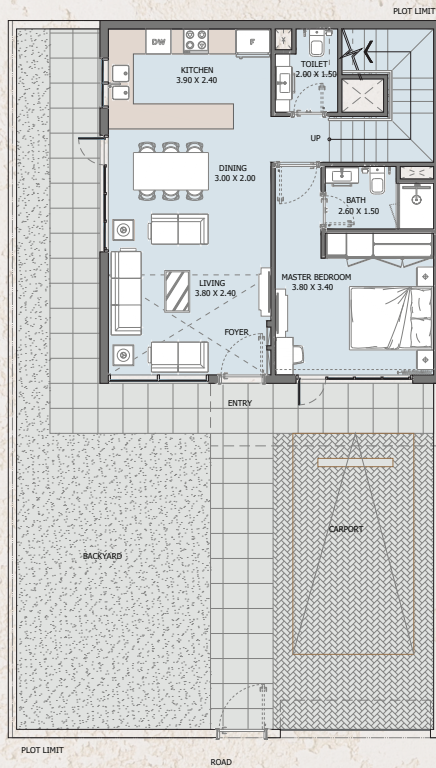 PLOT LIMIT
DW
F
KITCHEN
3.90 X 2.40
TOILET
2.00 X 1.50
UP
DINING
3.00 X 2.00
BATH
2.60 X 1.50
LIVING
3.80 X 2.40
MASTER BEDROOM
3.80 X 3.40
FOYER
ENTRY
CARPORT
BACKYARD
PLOT LIMIT
ROAD